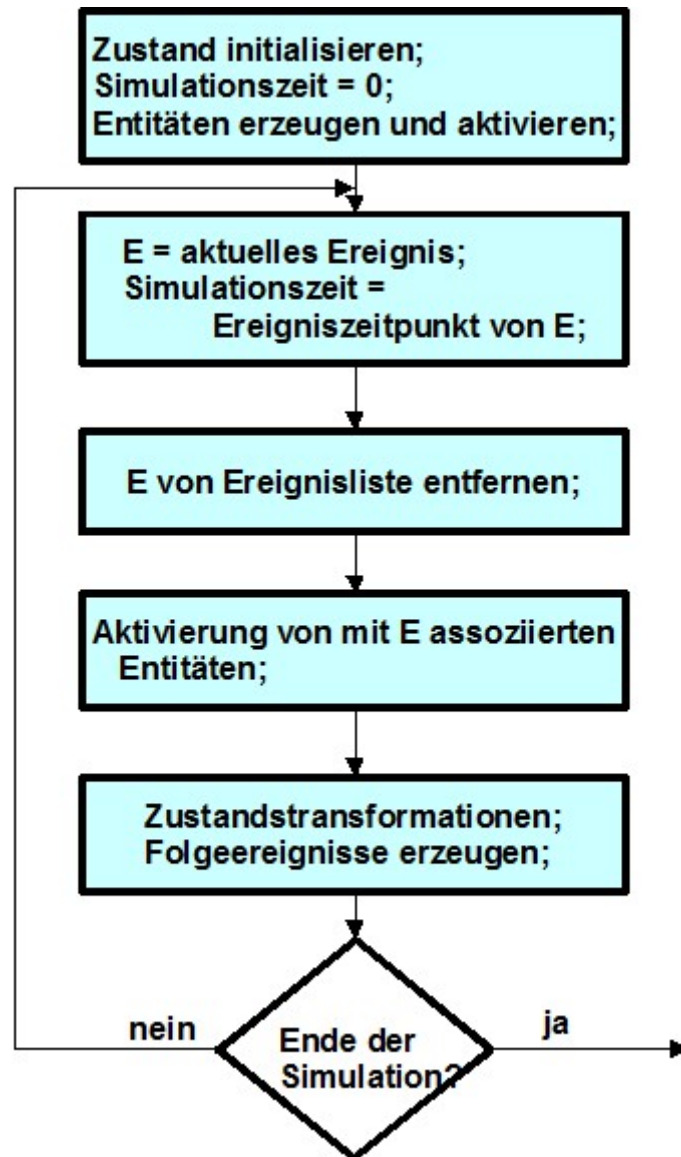 Zustand initialisieren;
Simulationszeit = 0;
Entitäten erzeugen und aktivieren;
E = aktuelles Ereignis;
Simulationszeit =
Ereigniszeitpunkt von E;
E von Ereignisliste entfernen;
Aktivierung von mit E assoziierten
Entitäten;
Zustandstransformationen;
Folgeereignisse erzeugen;
nein
ja
Ende der
Simulation?